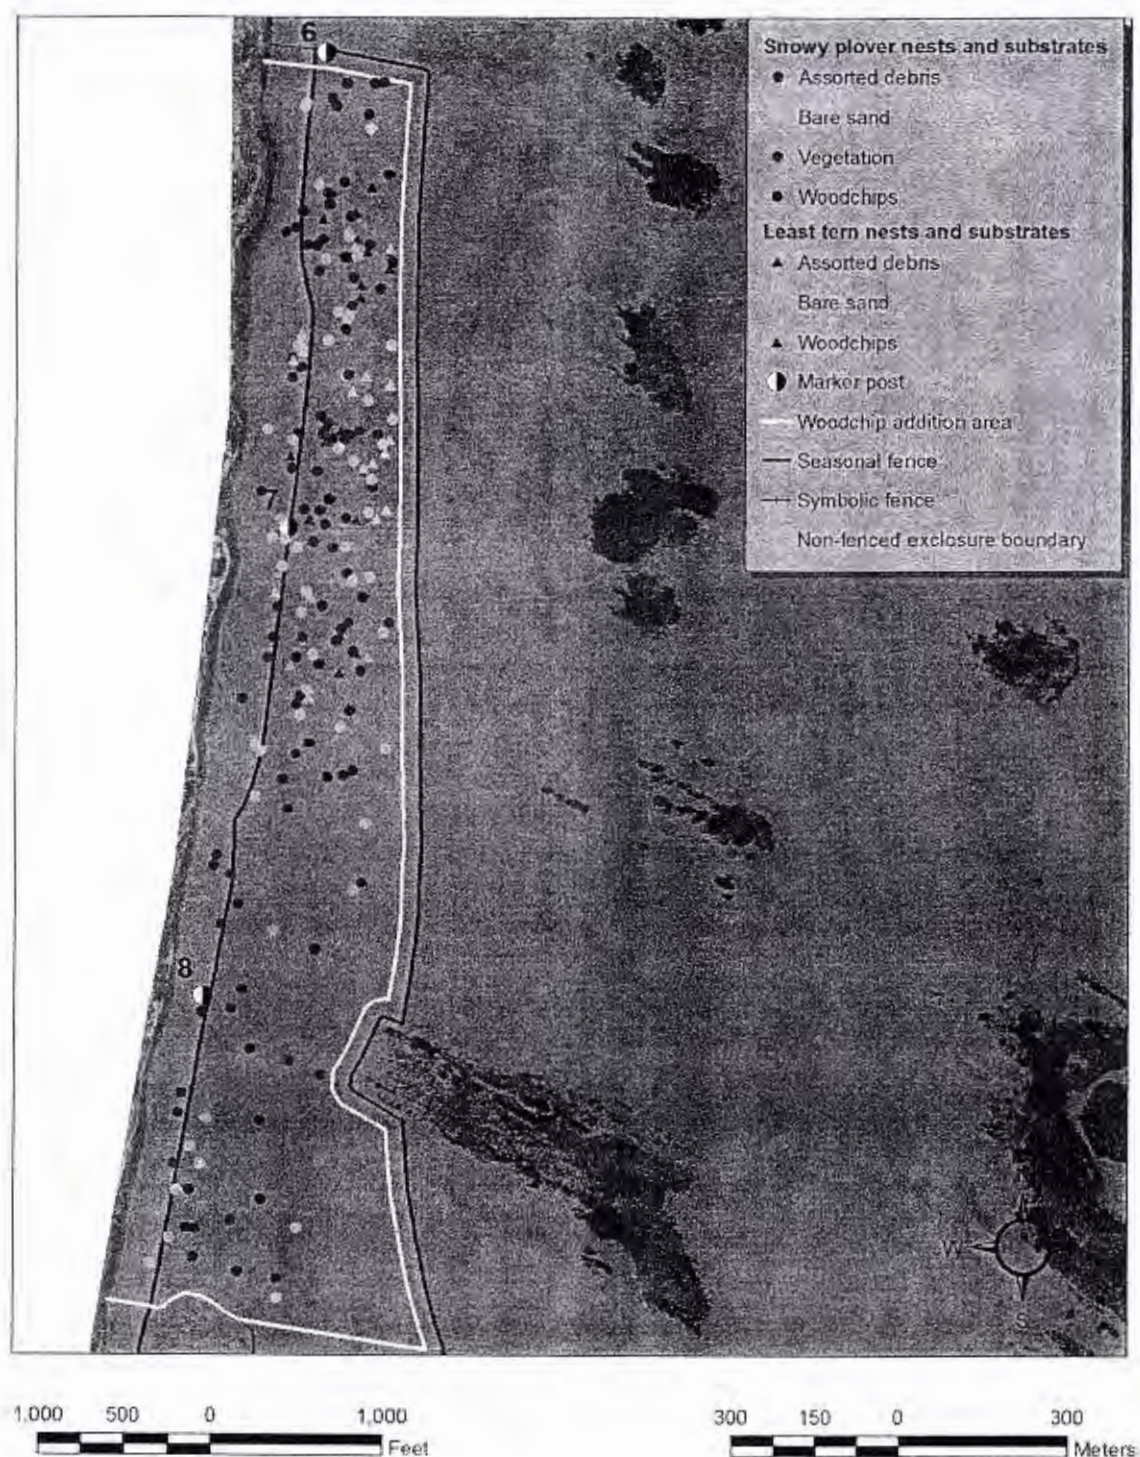 6
7
8
Snowy plover nests and substrates
Assorted debris
Bare sand
Vegetation
Woodchips
Least tern nests and substrates
Assorted debris
Bare sand
Woodchips
Marker post
Woodchip addition area
Seasonal fence
Symbolic fence
Non-fenced exclosure boundary
W
S
1,000 500 0 1,000
Feet
300 150 0 300
Meters